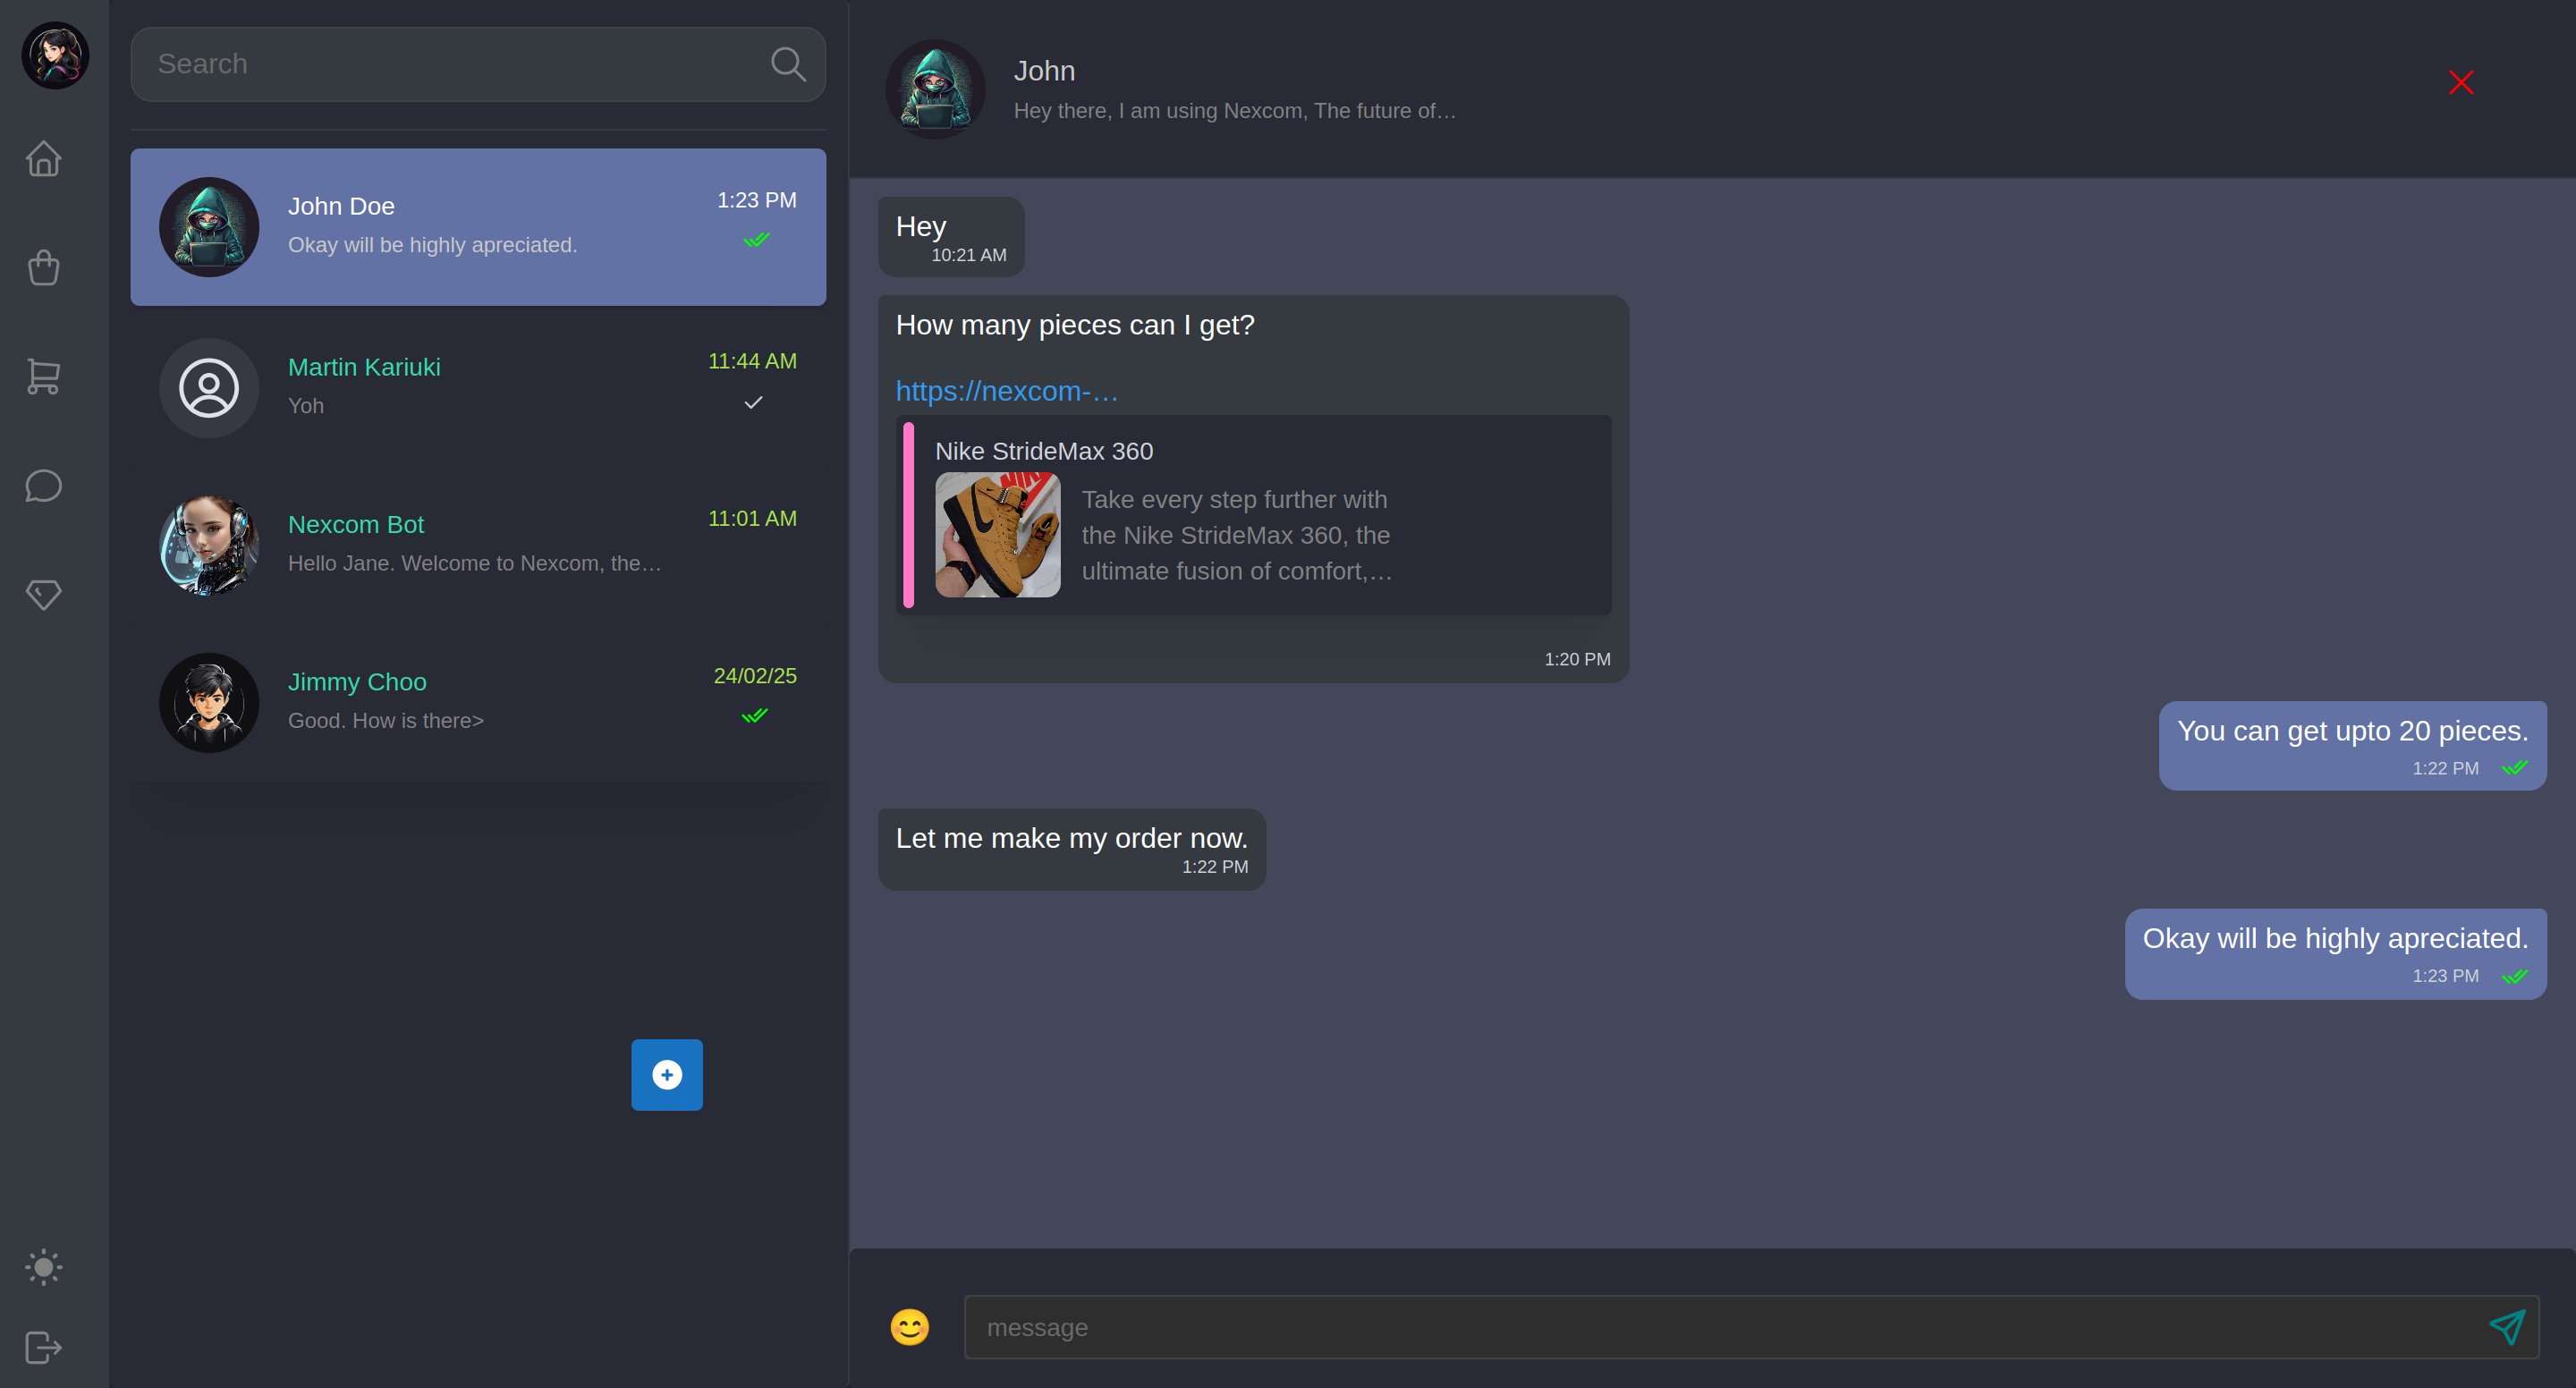 Search
John Doe
1:23 PM
Okay will be highly apreciated.
Martin Kariuki
11:44 AM
Yoh
Nexcom Bot
11:01 AM
Hello Jane. Welcome to Nexcom, the…
Jimmy Choo
24/02/25
Good. How is there>
John
Hey there, I am using Nexcom, The future of…
Hey
10:21 AM
How many pieces can I get?
https://nexcom-…
Nike StrideMax 360
Take every step further with
the Nike StrideMax 360, the
ultimate fusion of comfort,…
1:20 PM
You can get upto 20 pieces.
1:22 PM
Let me make my order now.
1:22 PM
Okay will be highly apreciated.
1:23 PM
message